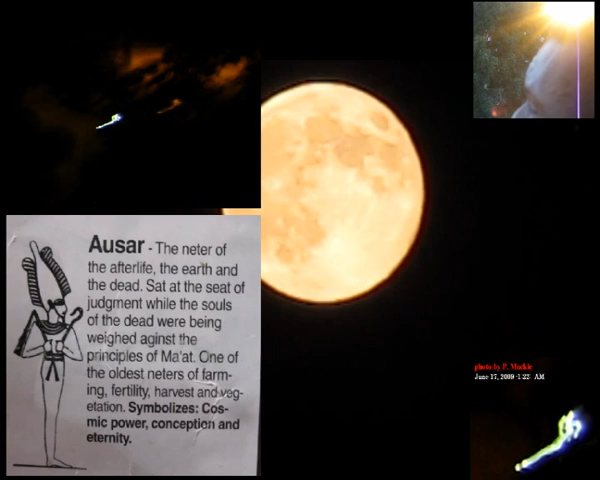 Ausar - The neter of
the afterlife, the earth and
the dead. Sat at the seat of
judgment while the souls
of the dead were being
weighed aginst the
principles of Ma'at. One of
the oldest neters of farm-
ing, fertility, harvest and veg-
etation. Symbolizes: Cos-
mic power, conception and
eternity.
photo by P. Muckle
June 17, 2009 -1:22 AM